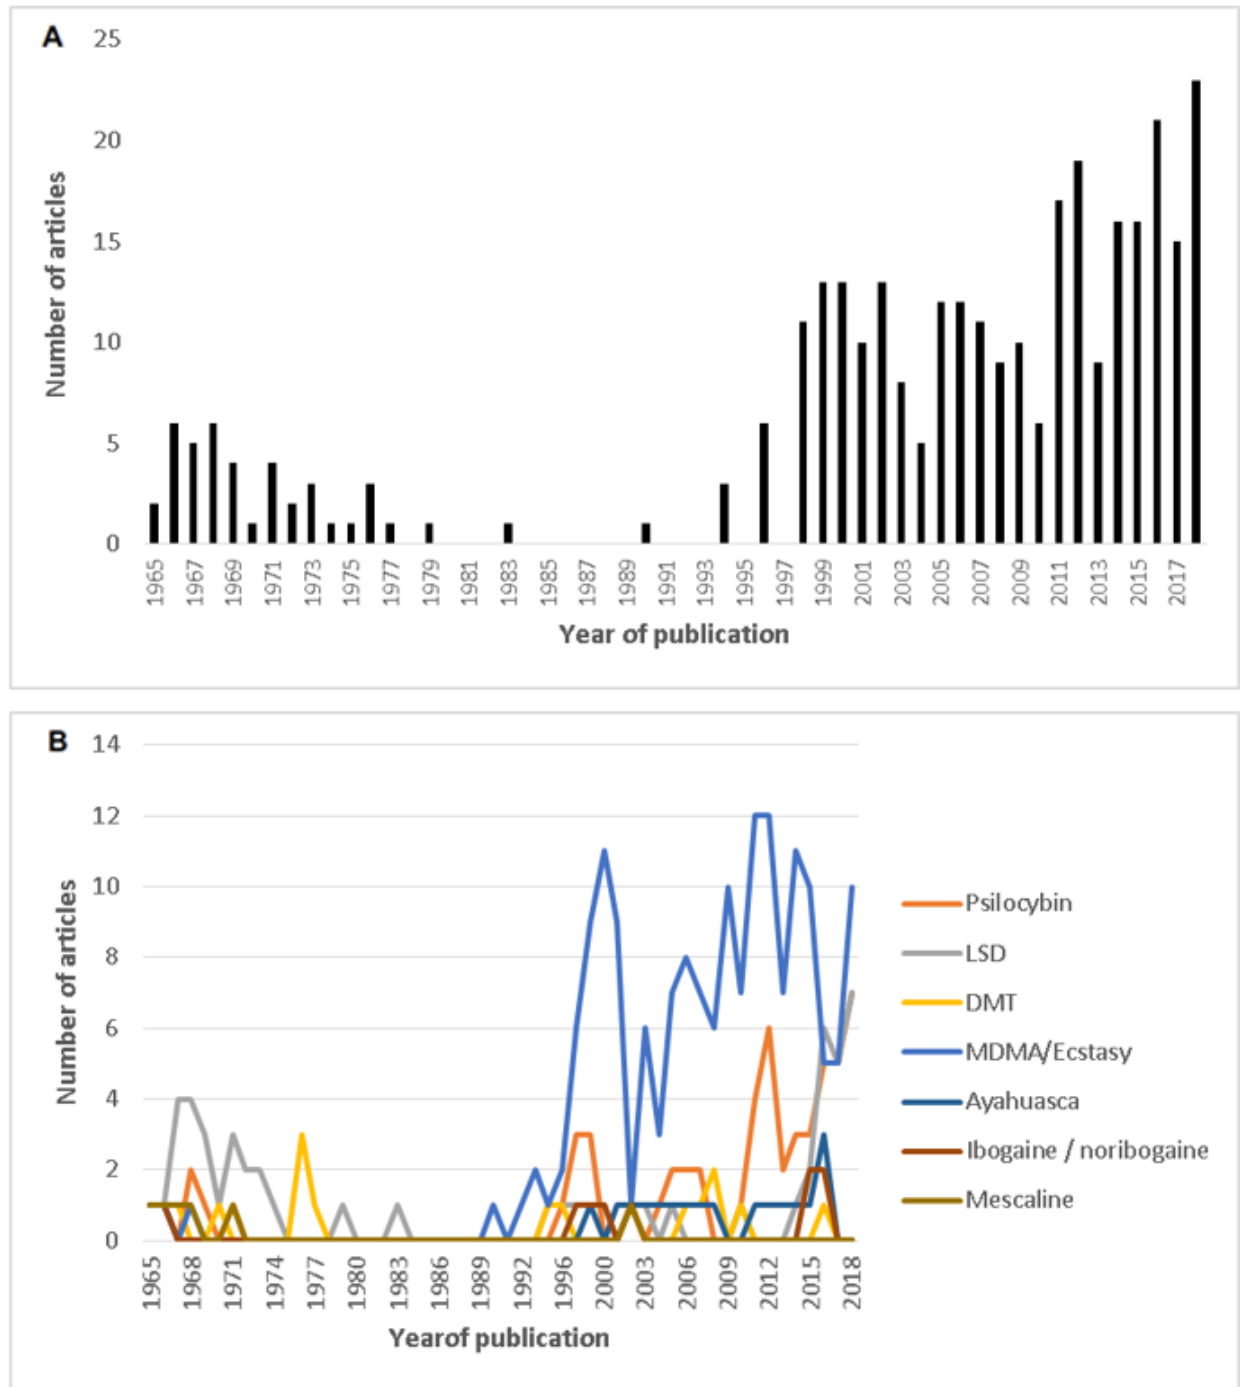 A
25
20
15
10
5
0
Number of articles
1965 1967 1969 1971 1973 1975 1977 1979 1981 1983 1985 1987 1989 1991 1993 1995 1997 1999 2001 2003 2005 2007 2009 2011 2013 2015 2017
Year of publication
B
14
12
10
8
6
4
2
0
Number of articles
1965 1968 1971 1974 1977 1980 1983 1986 1989 1992 1996 2000 2003 2006 2009 2012 2015 2018
Yearof publication
Psilocybin
LSD
DMT
MDMA/Ecstasy
Ayahuasca
Ibogaine / noribogaine
Mescaline